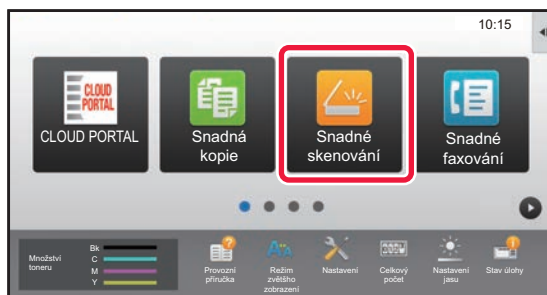 10:15
CLOUD
PORTAL
CLOUD PORTAL
Snadná
kopie
Snadné
skenování
Snadné
faxování
Množství
toneru
Bk
C
M
Y
Provozní
příručka
Režim
zvětšho
zobrazení
Nastavení
Celkový
počet
Nastavení
jasu
Stav úlohy